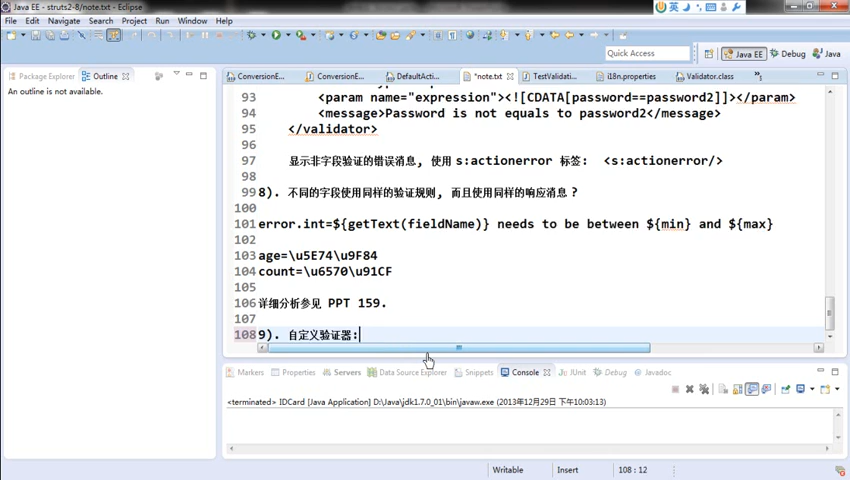 Java EE - struts2-8/note.txt - Eclipse
英
File Edit Navigate Search Project Run Window Help
Quick Access
Java EE Debug Java
Package Explorer Outline
ConversionE... ConversionE... DefaultActi... *note.txt TestValidati... i18n.properties Validator.class
An outline is not available.
93 <param name="expression"><![CDATA[password==password2]]></param>
94 <message>Password is not equals to password2</message>
95 </validator>
96
97 显示非字段验证的错误消息, 使用 s:actionerror 标签: <s:actionerror/>
98
99 8). 不同的字段使用同样的验证规则, 而且使用同样的响应消息 ?
100
101 error.int=${getText(fieldName)} needs to be between ${min} and ${max}
102
103 age=\u5E74\u9F84
104 count=\u6570\u91CF
105
106 详细分析参见 PPT 159.
107
108 9). 自定义验证器:
Markers Properties Servers Data Source Explorer Snippets Console JUnit Debug Javadoc
<terminated> IDCard [Java Application] D:\Java\jdk1.7.0_01\bin\javaw.exe (2013年12月29日 下午10:03:13)
Writable Insert 108 : 12